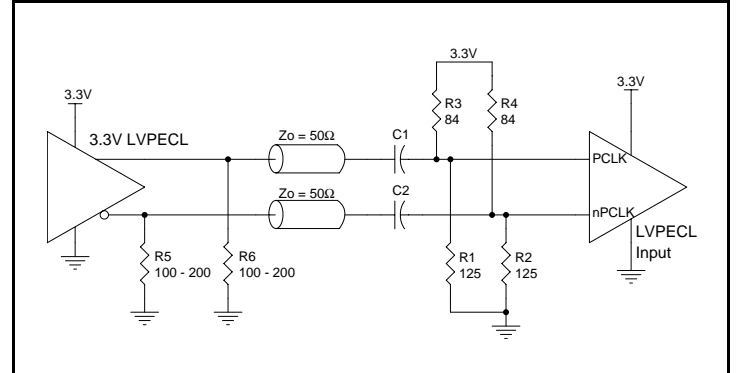 3.3V
3.3V LVPECL
R5
100 - 200
R6
100 - 200
Zo = 50Ω
Zo = 50Ω
C1
C2
3.3V
R3
84
R4
84
R1
125
R2
125
3.3V
PCLK
nPCLK
LVPECL
Input